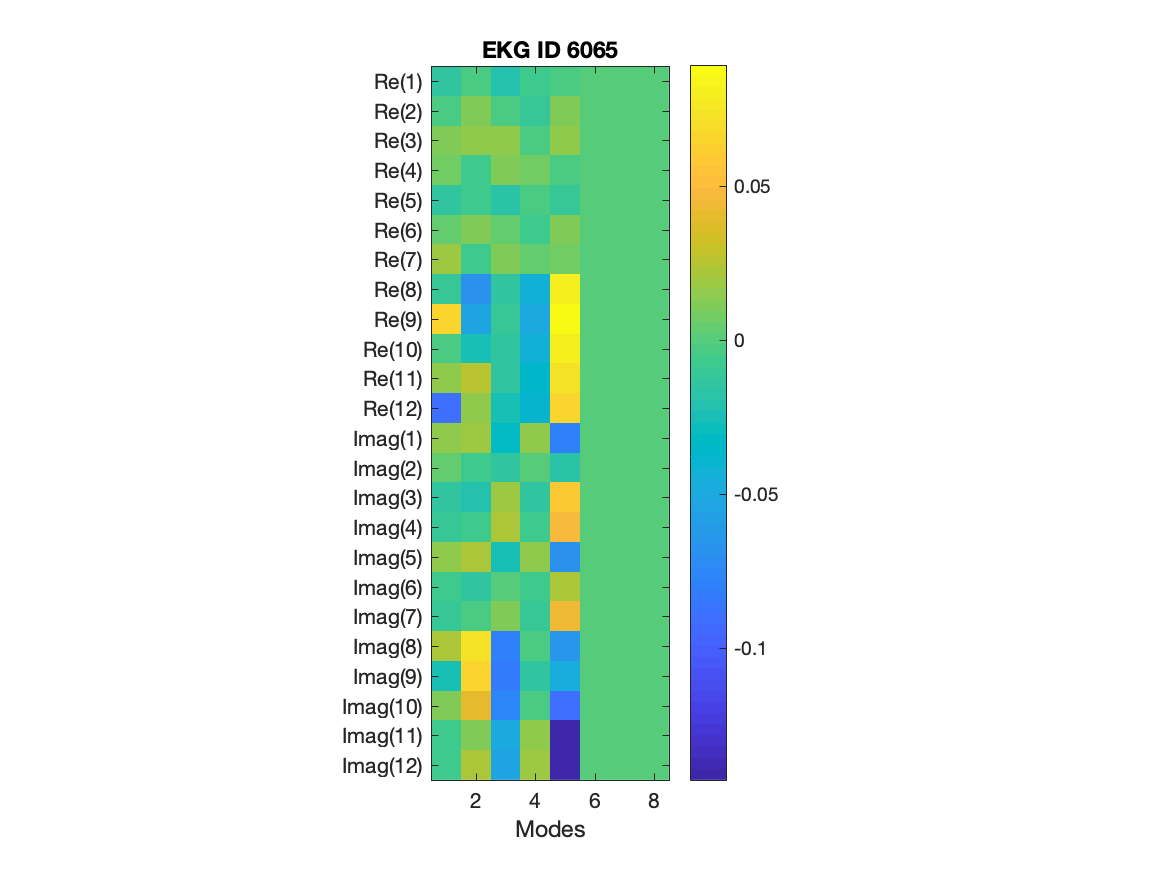 EKG ID 6065
Re(1)
Re(2)
Re(3)
Re(4)
Re(5)
Re(6)
Re(7)
Re(8)
Re(9)
Re(10)
Re(11)
Re(12)
Imag(1)
Imag(2)
Imag(3)
Imag(4)
Imag(5)
Imag(6)
Imag(7)
Imag(8)
Imag(9)
Imag(10)
Imag(11)
Imag(12)
2 4 6 8
Modes
0.05
0
-0.05
-0.1